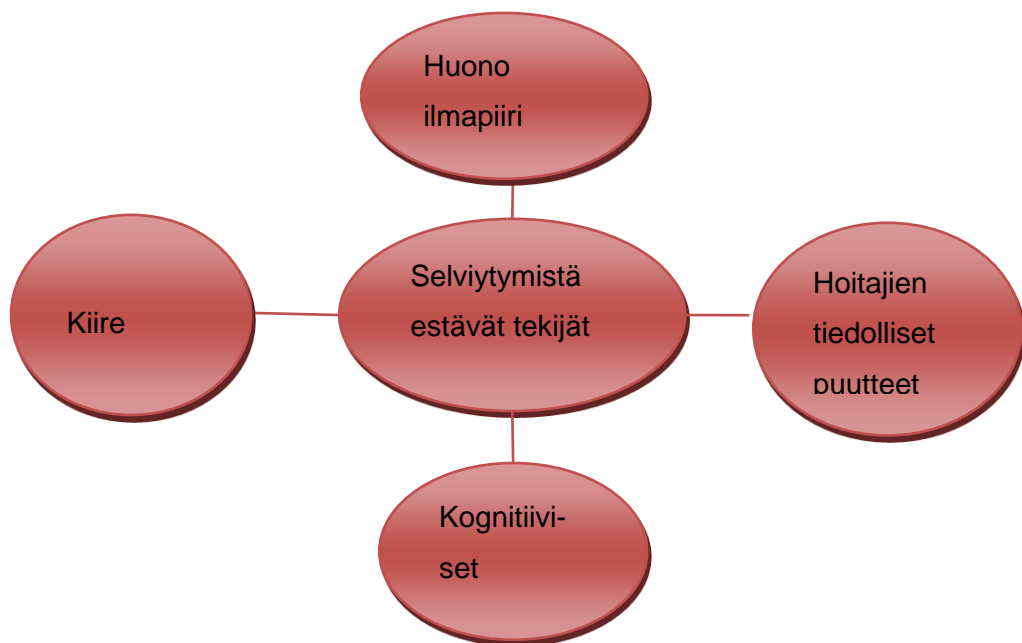 Huono
ilmapiiri
Selviytymistä
estävät tekijät
Kiire
Hoitajien
tiedolliset
puutteet
Kognitiivi-
set